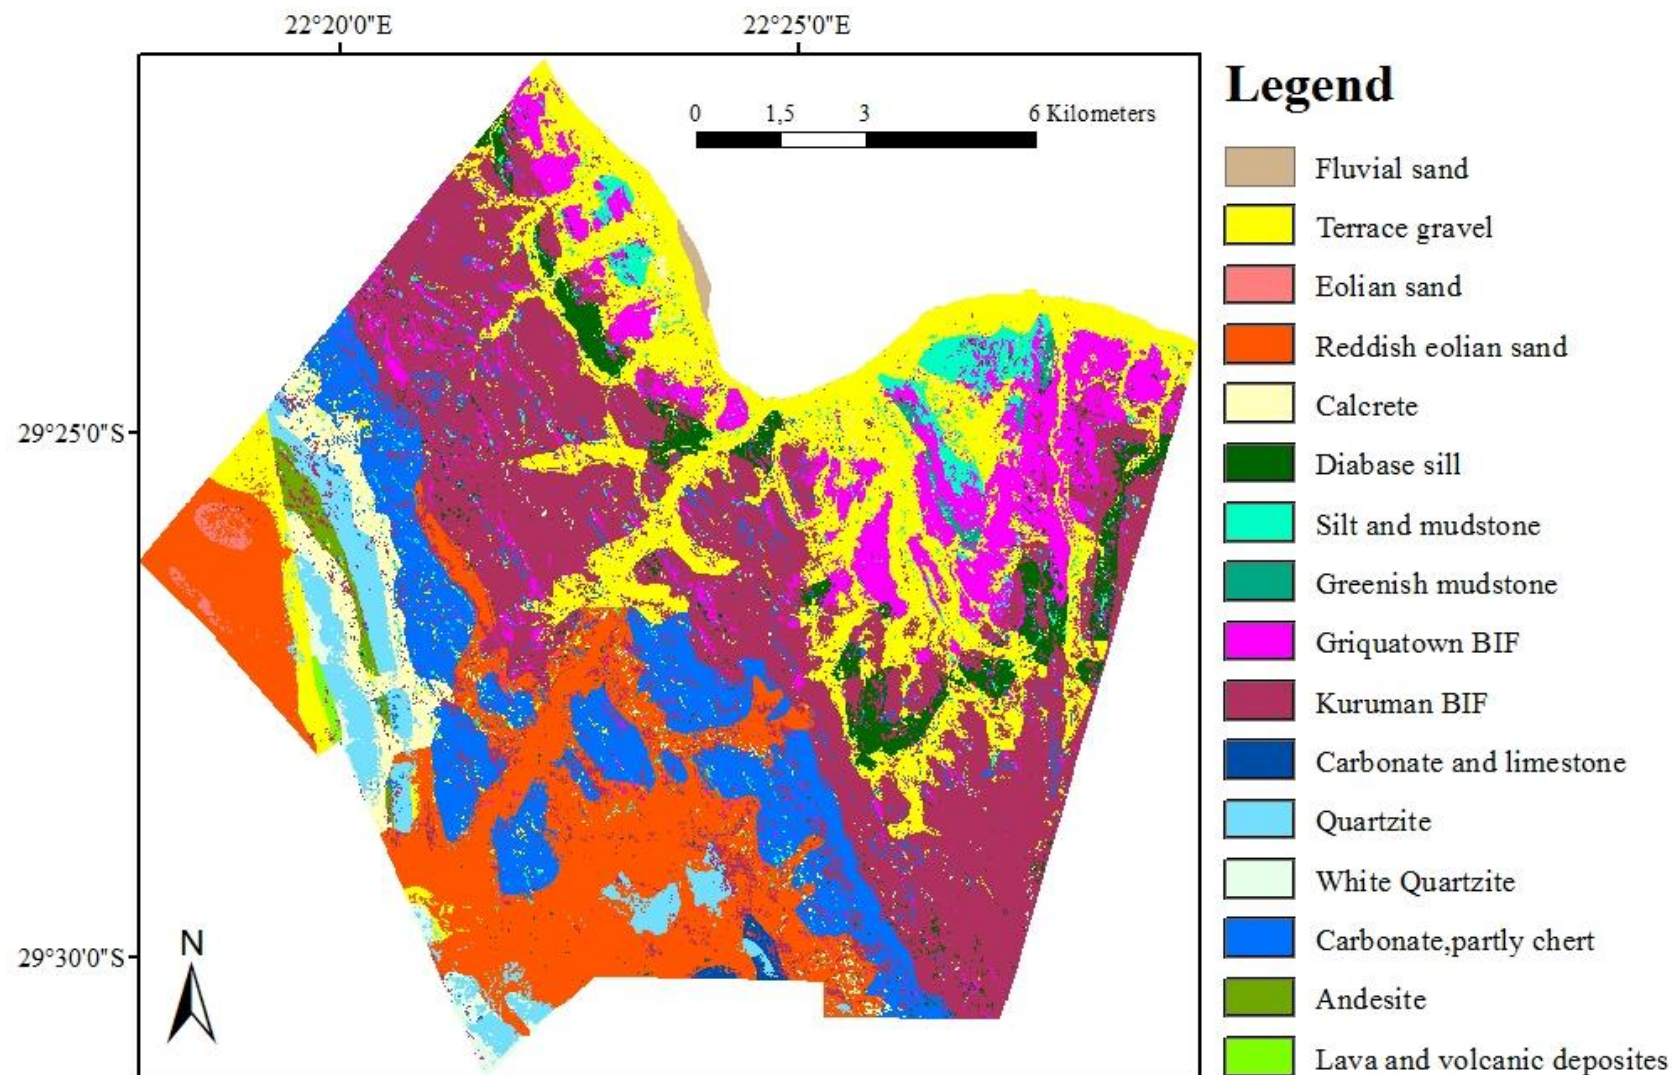 22°20'0"E
22°25'0"E
0 1,5 3 6 Kilometers
29°25'0"S
29°30'0"S
N
Legend
Fluvial sand
Terrace gravel
Eolian sand
Reddish eolian sand
Calcrete
Diabase sill
Silt and mudstone
Greenish mudstone
Griquatown BIF
Kuruman BIF
Carbonate and limestone
Quartzite
White Quartzite
Carbonate,partly chert
Andesite
Lava and volcanic deposites